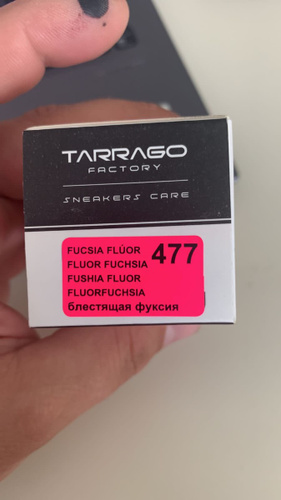 TARRAGO
FACTORY
SNEAKERS CARE
FUCSIA FLÚOR
FLUOR FUCHSIA
FUSHIA FLUOR
FLUORFUCHSIA
блестящая фуксия
477